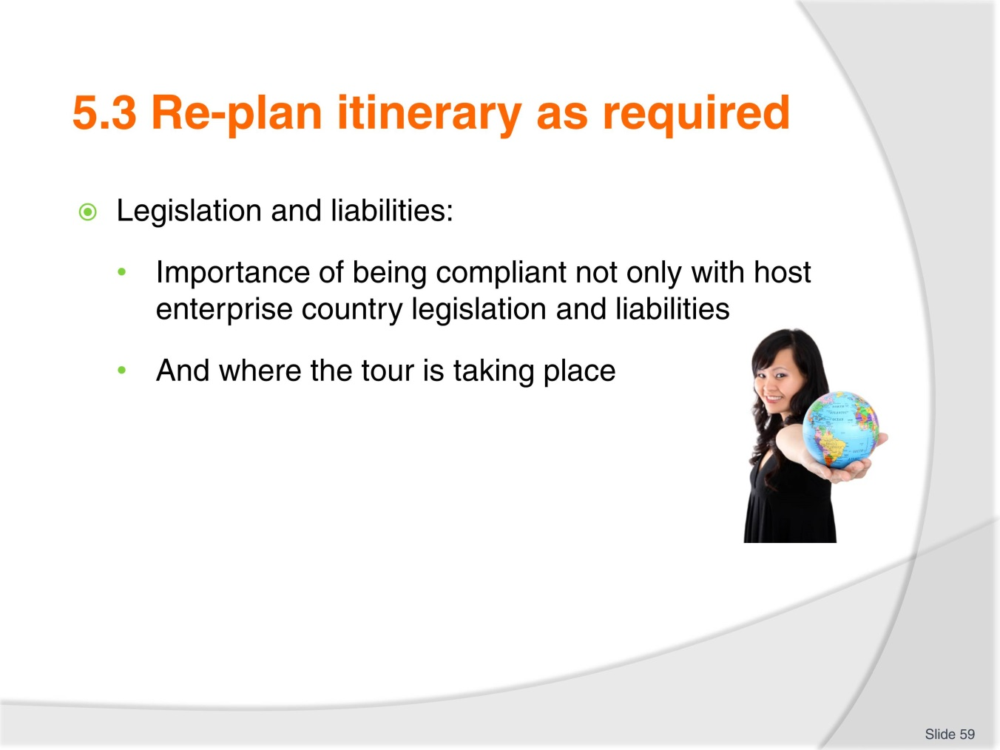 5.3 Re-plan itinerary as required
Legislation and liabilities:
• Importance of being compliant not only with host
enterprise country legislation and liabilities
• And where the tour is taking place
Slide 59